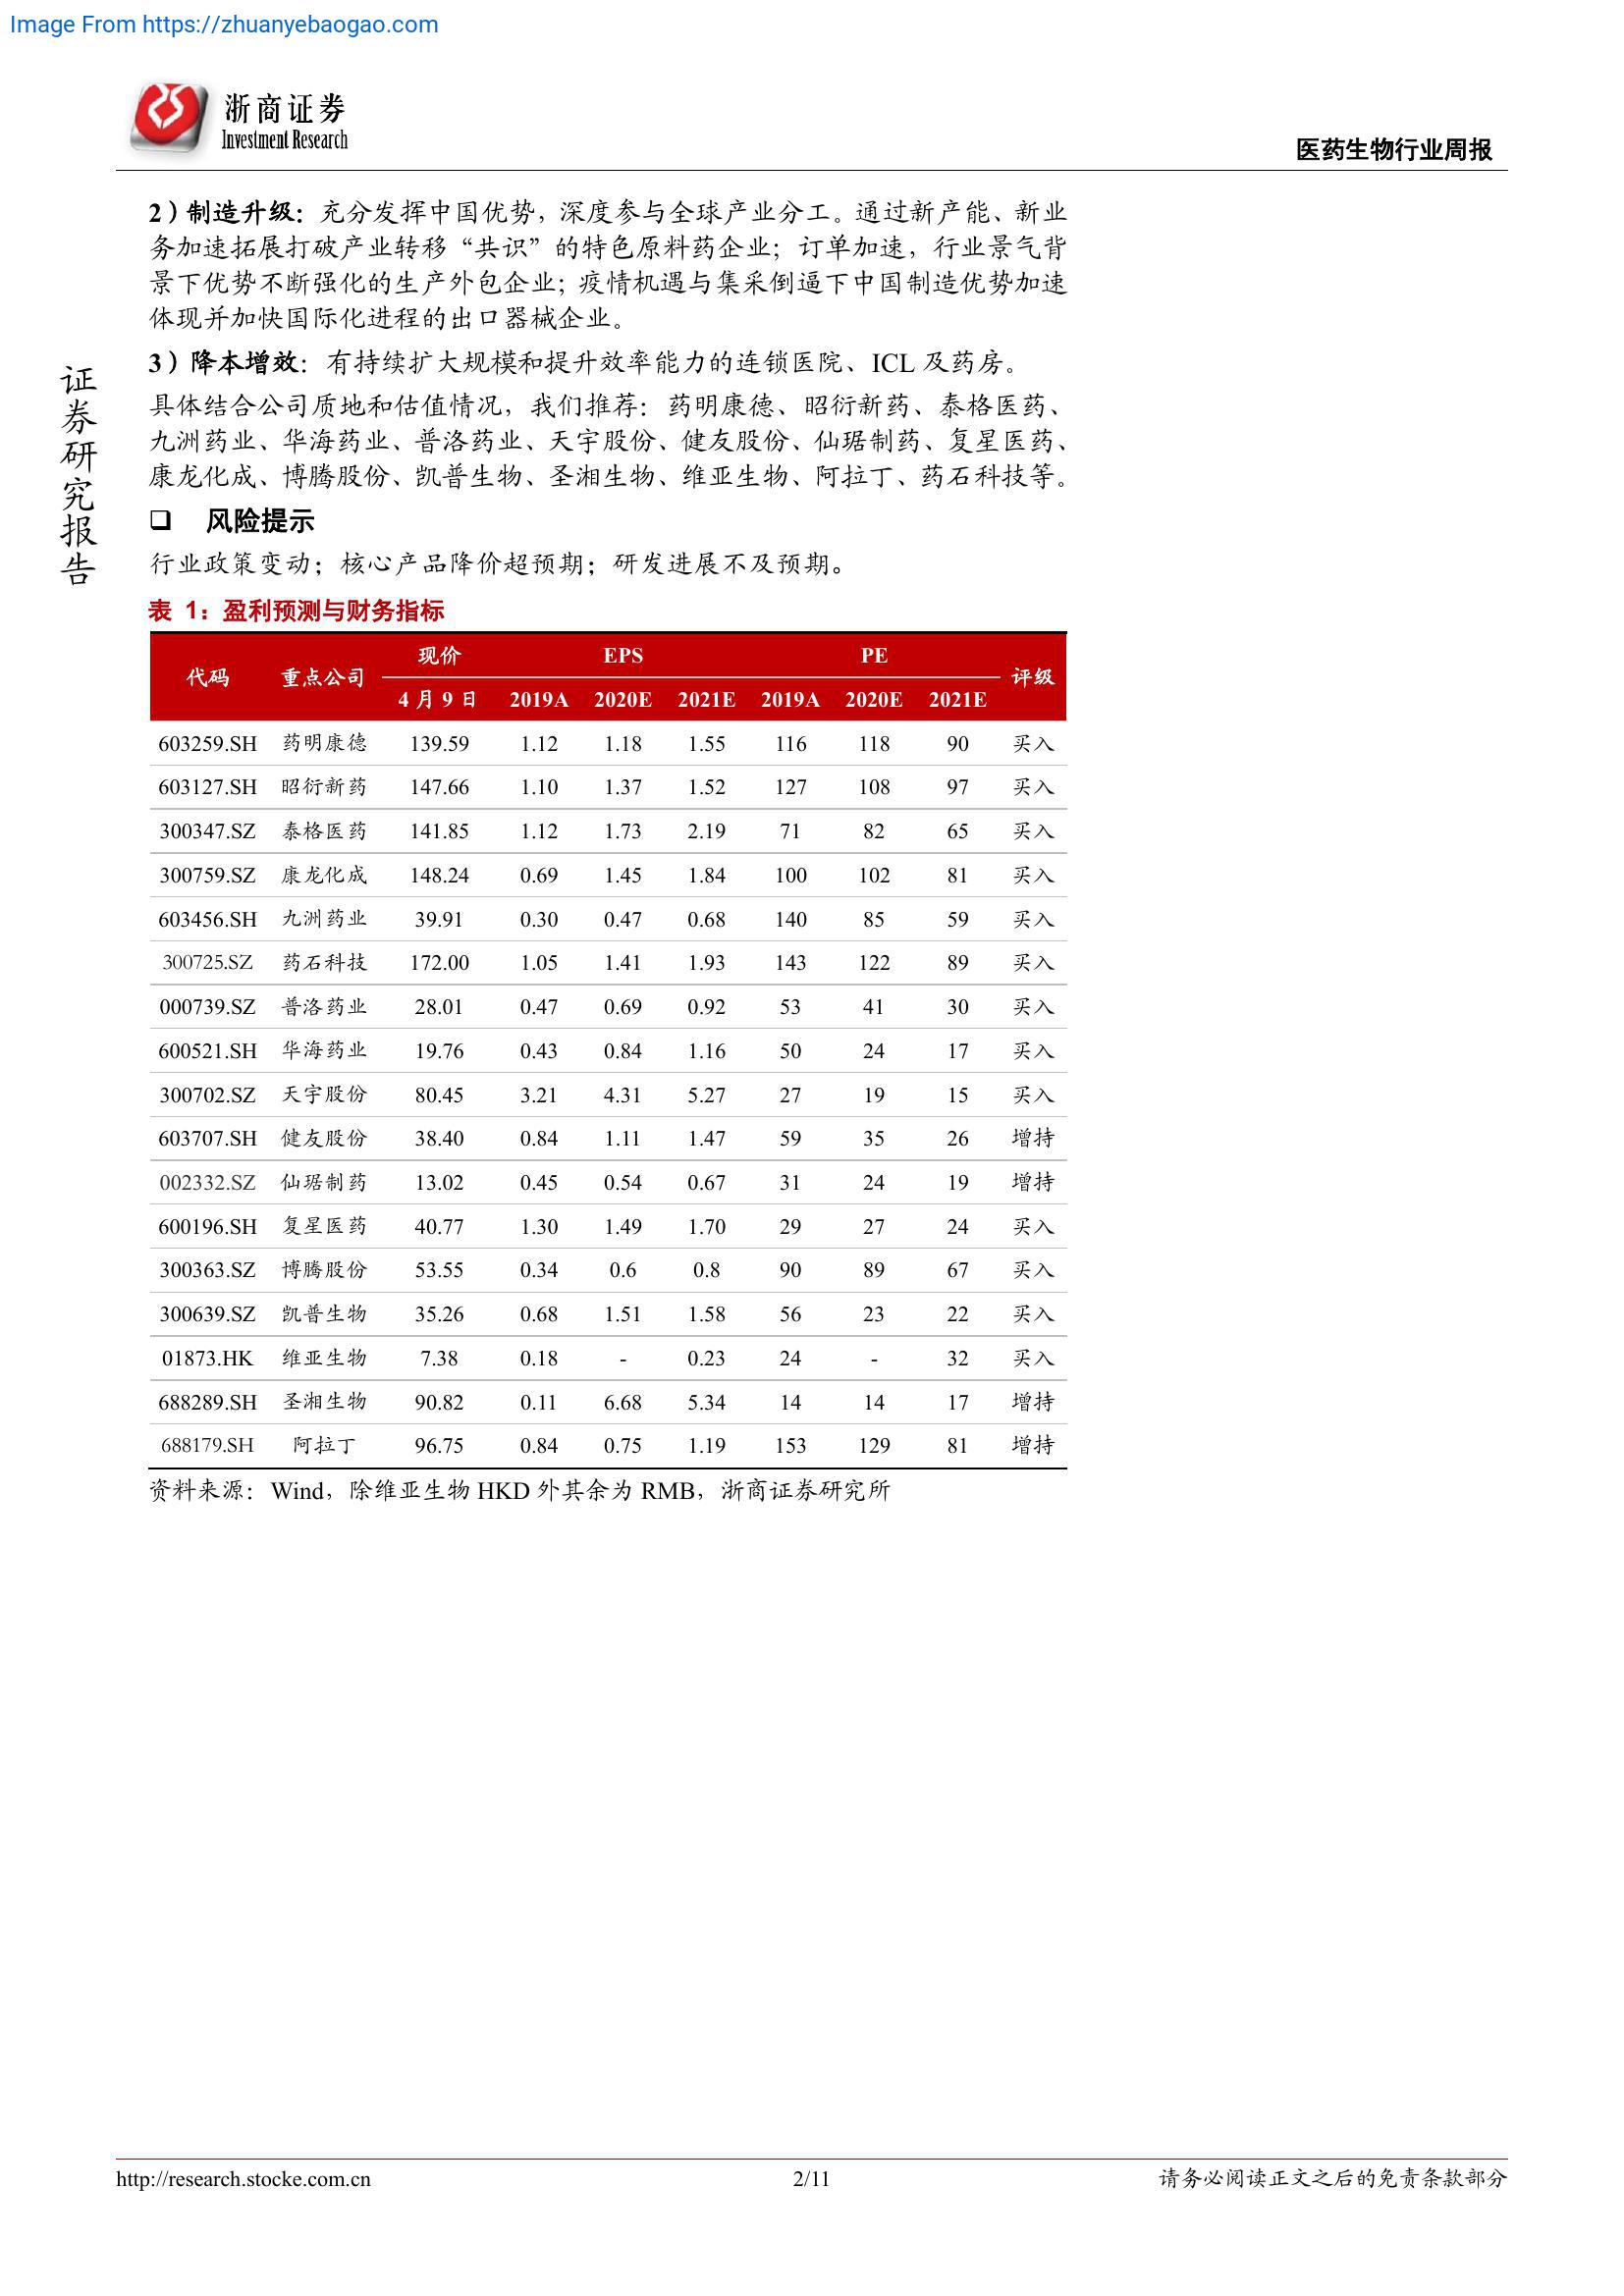 Image From https://zhuanyebaogao.com
浙商证券
Investment Research
医药生物行业周报
证券研究报告
2）制造升级：充分发挥中国优势，深度参与全球产业分工。通过新产能、新业
务加速拓展打破产业转移“共识”的特色原料药企业；订单加速，行业景气背
景下优势不断强化的生产外包企业；疫情机遇与集采倒逼下中国制造优势加速
体现并加快国际化进程的出口器械企业。
3）降本增效：有持续扩大规模和提升效率能力的连锁医院、ICL 及药房。
具体结合公司质地和估值情况，我们推荐：药明康德、昭衍新药、泰格医药、
九洲药业、华海药业、普洛药业、天宇股份、健友股份、仙琚制药、复星医药、
康龙化成、博腾股份、凯普生物、圣湘生物、维亚生物、阿拉丁、药石科技等。
❑ 风险提示
行业政策变动；核心产品降价超预期；研发进展不及预期。
表 1：盈利预测与财务指标
代码 重点公司 现价 EPS PE 评级
4 月 9 日 2019A 2020E 2021E 2019A 2020E 2021E
603259.SH 药明康德 139.59 1.12 1.18 1.55 116 118 90 买入
603127.SH 昭衍新药 147.66 1.10 1.37 1.52 127 108 97 买入
300347.SZ 泰格医药 141.85 1.12 1.73 2.19 71 82 65 买入
300759.SZ 康龙化成 148.24 0.69 1.45 1.84 100 102 81 买入
603456.SH 九洲药业 39.91 0.30 0.47 0.68 140 85 59 买入
300725.SZ 药石科技 172.00 1.05 1.41 1.93 143 122 89 买入
000739.SZ 普洛药业 28.01 0.47 0.69 0.92 53 41 30 买入
600521.SH 华海药业 19.76 0.43 0.84 1.16 50 24 17 买入
300702.SZ 天宇股份 80.45 3.21 4.31 5.27 27 19 15 买入
603707.SH 健友股份 38.40 0.84 1.11 1.47 59 35 26 增持
002332.SZ 仙琚制药 13.02 0.45 0.54 0.67 31 24 19 增持
600196.SH 复星医药 40.77 1.30 1.49 1.70 29 27 24 买入
300363.SZ 博腾股份 53.55 0.34 0.6 0.8 90 89 67 买入
300639.SZ 凯普生物 35.26 0.68 1.51 1.58 56 23 22 买入
01873.HK 维亚生物 7.38 0.18 - 0.23 24 - 32 买入
688289.SH 圣湘生物 90.82 0.11 6.68 5.34 14 14 17 增持
688179.SH 阿拉丁 96.75 0.84 0.75 1.19 153 129 81 增持
资料来源：Wind，除维亚生物 HKD 外其余为 RMB，浙商证券研究所
http://research.stocke.com.cn 2/11 请务必阅读正文之后的免责条款部分